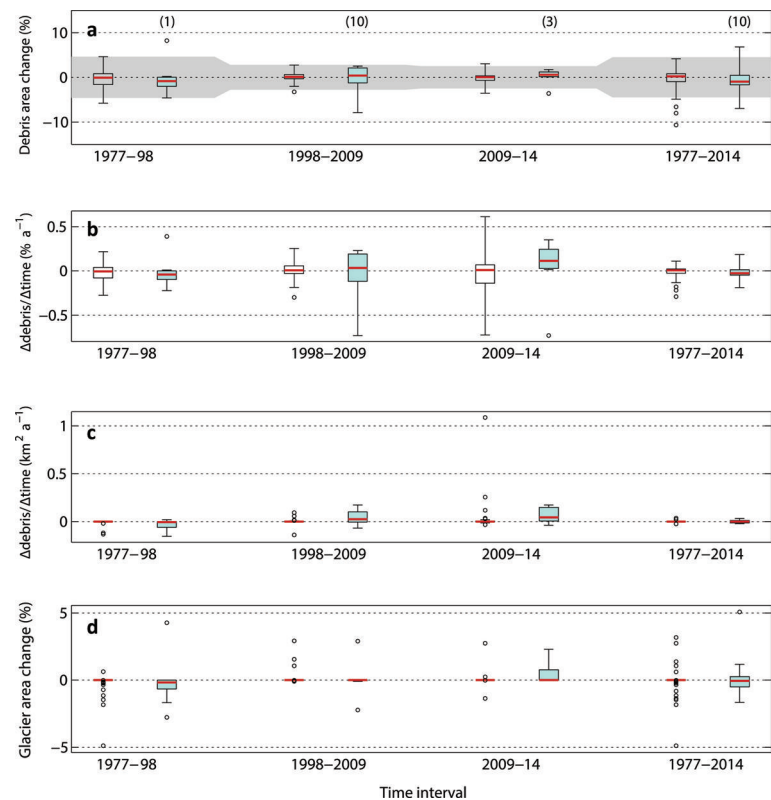 a
(1) (10) (3) (10)
Debris area change (%)
10
0
−10
1977−98 1998−2009 2009−14 1977−2014
b
Δdebris/Δtime (% a⁻¹)
0.5
0
−0.5
1977−98 1998−2009 2009−14 1977−2014
c
Δdebris/Δtime (km² a⁻¹)
1
0.5
0
1977−98 1998−2009 2009−14 1977−2014
d
Glacier area change (%)
5
0
−5
1977−98 1998−2009 2009−14 1977−2014
Time interval